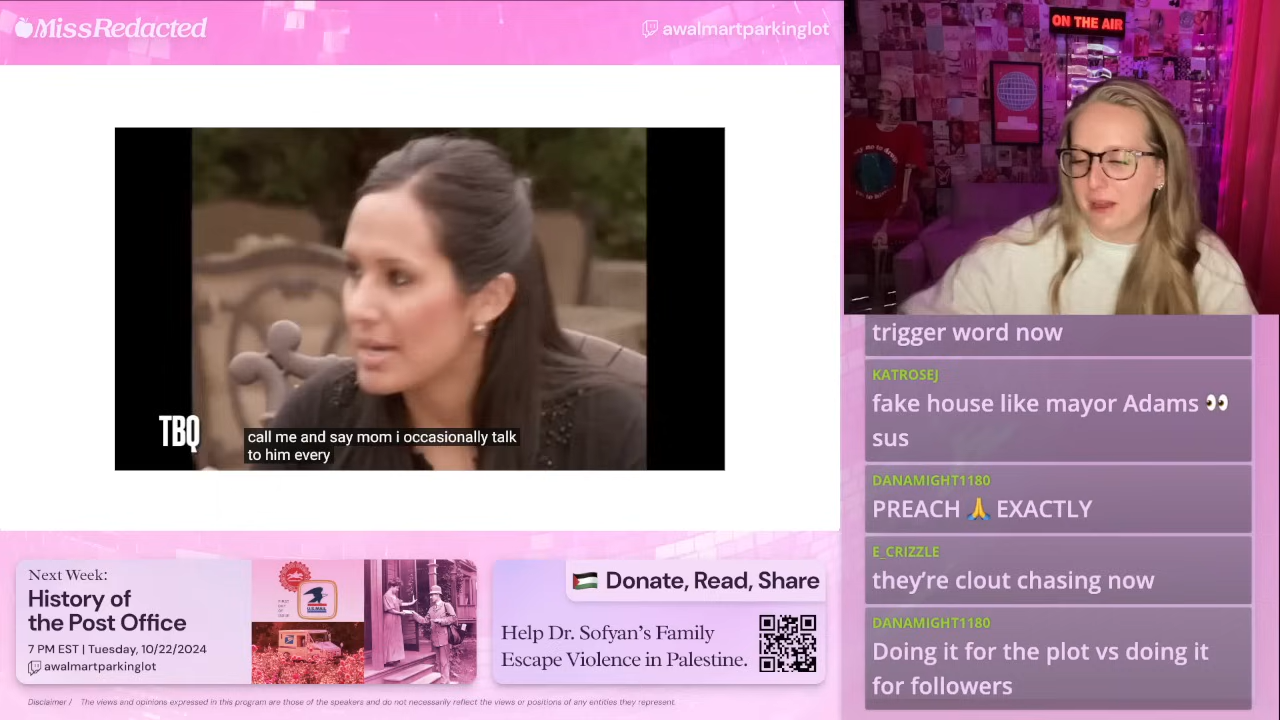 MissRedacted
awalmartparkinglot
ON THE AIR
TBQ
call me and say mom i occasionally talk
to him every
trigger word now
KATROSEJ
fake house like mayor Adams 👀
sus
DANAMIGHT1180
PREACH 🙏 EXACTLY
E_CRIZZLE
they're clout chasing now
DANAMIGHT1180
Doing it for the plot vs doing it
for followers
Next Week:
History of
the Post Office
7 PM EST | Tuesday, 10/22/2024
awalmartparkinglot
U.S.MAIL
🇵🇸 Donate, Read, Share
Help Dr. Sofyan's Family
Escape Violence in Palestine.
Disclaimer / The views and opinions expressed in this program are those of the speakers and do not necessarily reflect the views or positions of any entities they represent.